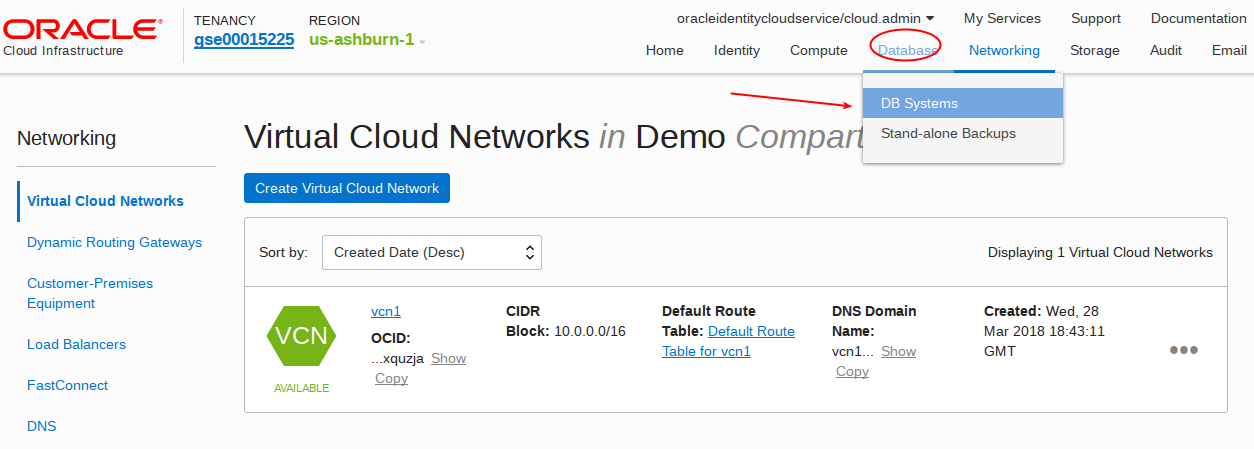 ORACLE®
Cloud Infrastructure
TENANCY
gse00015225
REGION
us-ashburn-1
oracleidentitycloudservice/cloud.admin My Services Support Documentation
Home Identity Compute Database Networking Storage Audit Email
DB Systems
Stand-alone Backups
Networking
Virtual Cloud Networks
Dynamic Routing Gateways
Customer-Premises
Equipment
Load Balancers
FastConnect
DNS
Virtual Cloud Networks in Demo Compart
Create Virtual Cloud Network
Sort by: Created Date (Desc)
Displaying 1 Virtual Cloud Networks
VCN
AVAILABLE
vcn1
OCID:
...xquzja Show
Copy
CIDR
Block: 10.0.0.0/16
Default Route
Table: Default Route
Table for vcn1
DNS Domain
Name:
vcn1... Show
Copy
Created: Wed, 28
Mar 2018 18:43:11
GMT